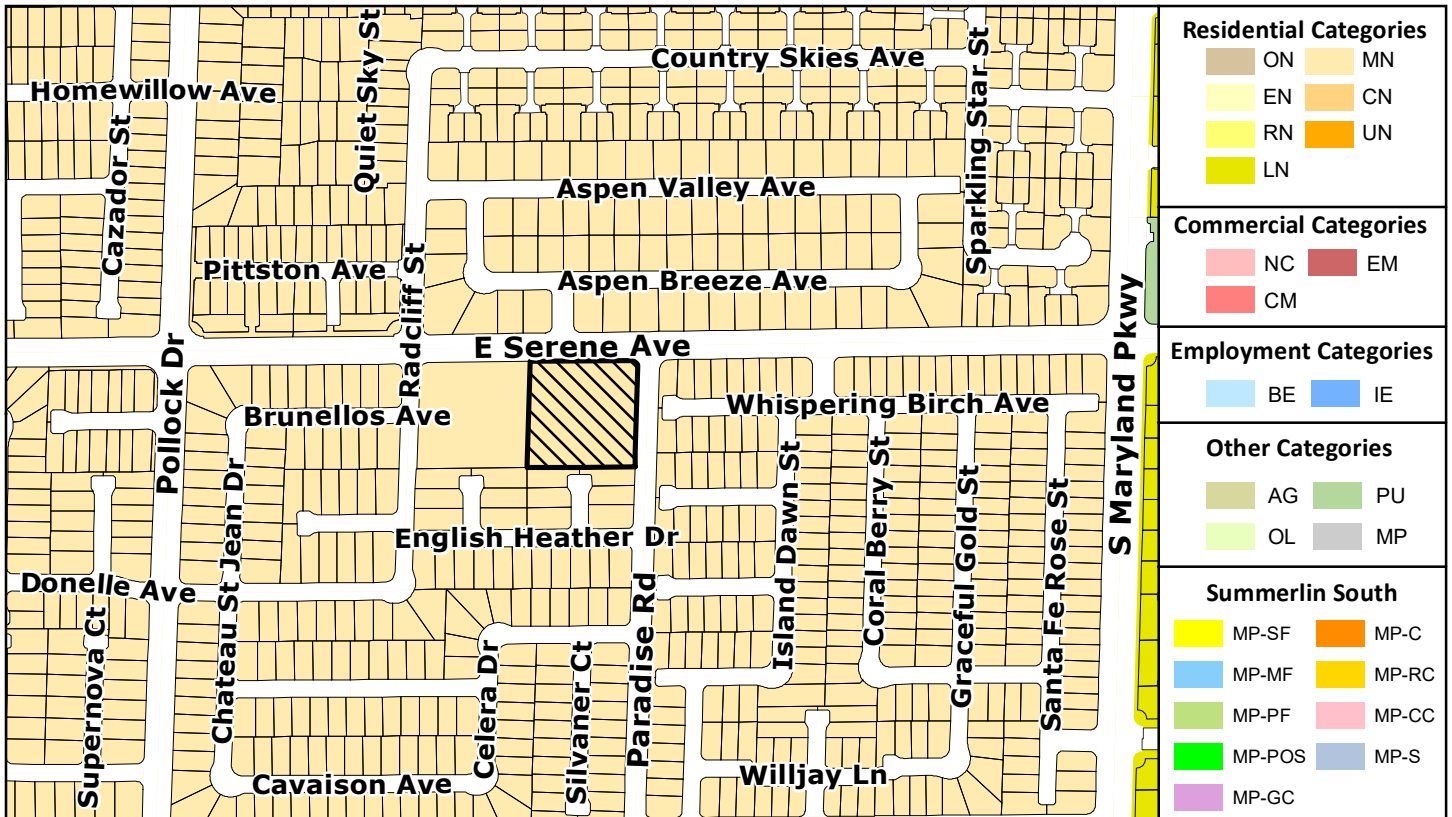 Homewillow Ave
Cazador St
Quiet Sky St
Country Skies Ave
Sparkling Star St
Aspen Valley Ave
Pittston Ave
Radcliff St
Aspen Breeze Ave
E Serene Ave
S Maryland Pkwy
Pollock Dr
Brunellos Ave
Whispering Birch Ave
Chateau St Jean Dr
English Heather Dr
Island Dawn St
Coral Berry St
Graceful Gold St
Santa Fe Rose St
Donelle Ave
Supernova Ct
Celera Dr
Silvaner Ct
Paradise Rd
Cavaison Ave
Willjay Ln
Residential Categories
ON MN
EN CN
RN UN
LN
Commercial Categories
NC EM
CM
Employment Categories
BE IE
Other Categories
AG PU
OL MP
Summerlin South
MP-SF MP-C
MP-MF MP-RC
MP-PF MP-CC
MP-POS MP-S
MP-GC